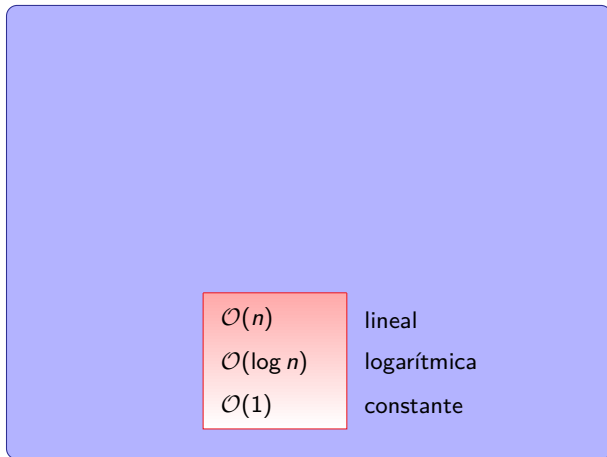 𝒪(n) lineal
𝒪(log n) logarítmica
𝒪(1) constante